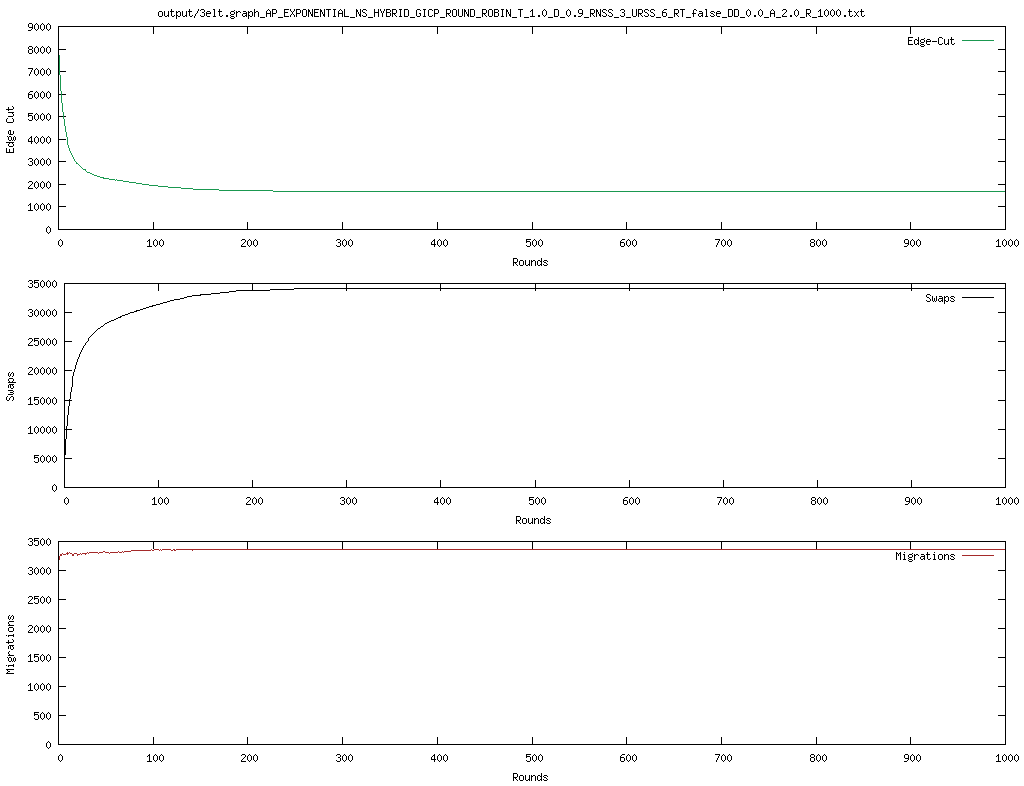 output/3elt.graph_AP_EXPONENTIAL_NS_HYBRID_GICP_ROUND_ROBIN_T_1.0_D_0.9_RNSS_3_URSS_6_RT_false_DD_0.0_A_2.0_R_1000.txt
9000
8000
7000
6000
5000
4000
3000
2000
1000
0
Edge Cut
Edge-Cut
0 100 200 300 400 500 600 700 800 900 1000
Rounds
35000
30000
25000
20000
15000
10000
5000
0
Swaps
Swaps
0 100 200 300 400 500 600 700 800 900 1000
Rounds
3500
3000
2500
2000
1500
1000
500
0
Migrations
Migrations
0 100 200 300 400 500 600 700 800 900 1000
Rounds